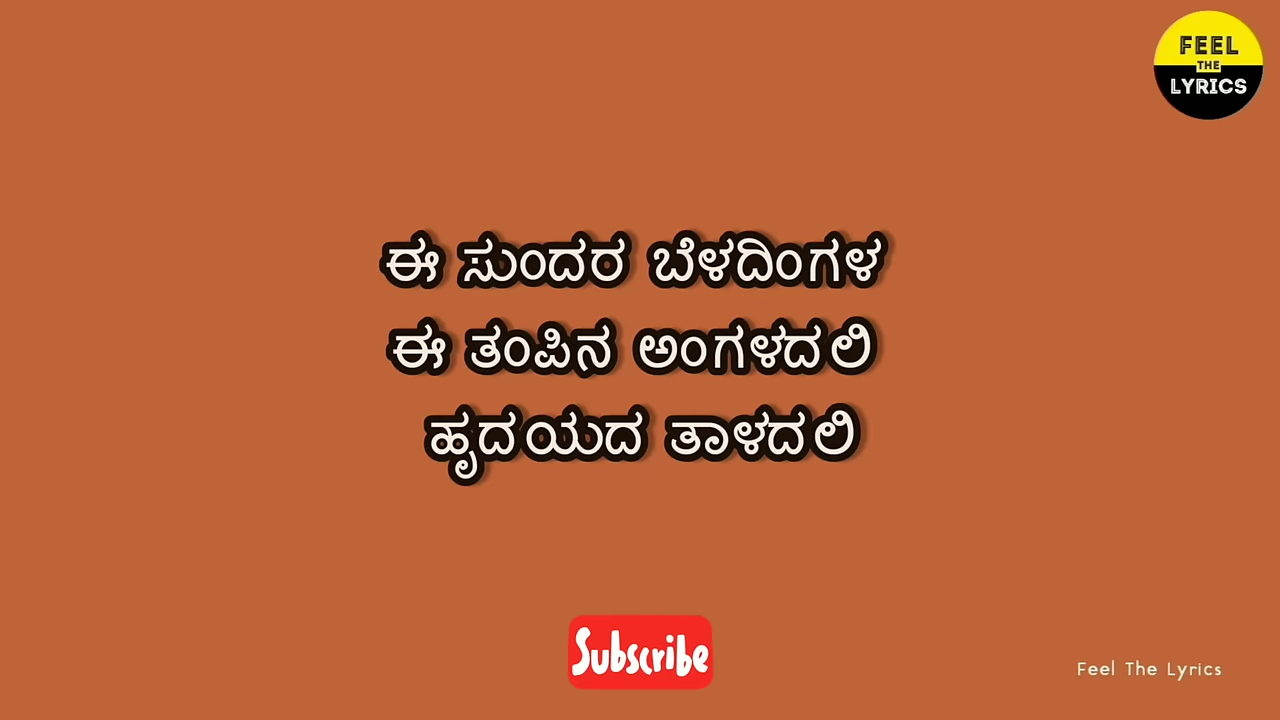 FEEL
THE
LYRICS
ಈ ಸುಂದರ ಬೆಳದಿಂಗಳ
ಈ ತಂಪಿನ ಅಂಗಳದಲಿ
ಹೃದಯದ ತಾಳದಲಿ
Subscribe
Feel The Lyrics